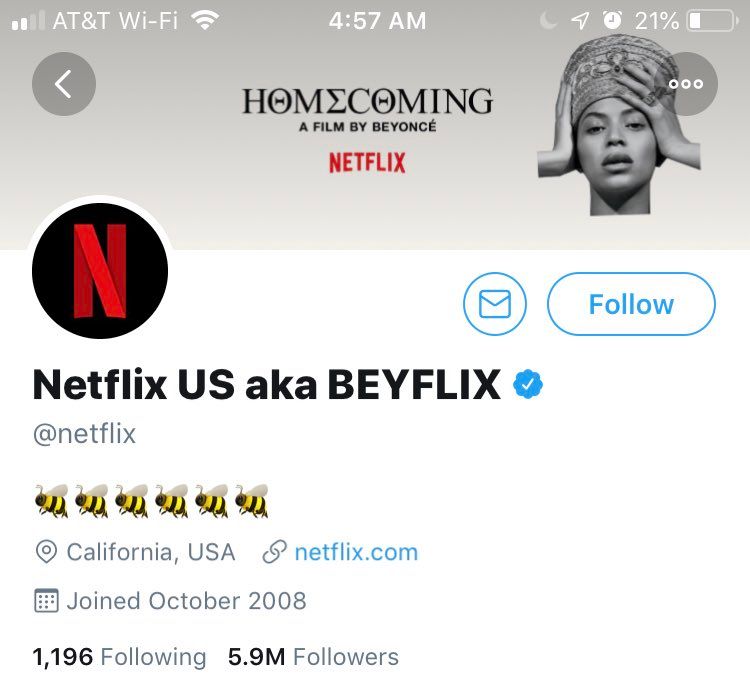 AT&T Wi-Fi 4:57 AM 21%
HOMΣCΘMING
A FILM BY BEYONCÉ
NETFLIX
N
Follow
Netflix US aka BEYFLIX
@netflix
🐝🐝🐝🐝🐝🐝
California, USA netflix.com
Joined October 2008
1,196 Following 5.9M Followers